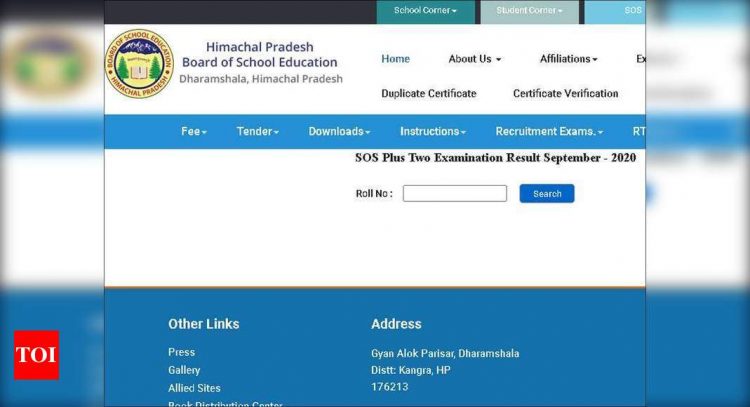 School Corner
Student Corner
SOS
BOARD OF SCHOOL EDUCATION
HIMACHAL PRADESH
Himachal Pradesh
Board of School Education
Dharamshala, Himachal Pradesh
Home
About Us
Affiliations
Ex
Duplicate Certificate
Certificate Verification
Fee
Tender
Downloads
Instructions
Recruitment Exams.
RT
SOS Plus Two Examination Result September - 2020
Roll No :
Search
Other Links
Address
Press
Gallery
Allied Sites
Book Distribution Center
Gyan Alok Parisar, Dharamshala
Distt: Kangra, HP
176213
TOI